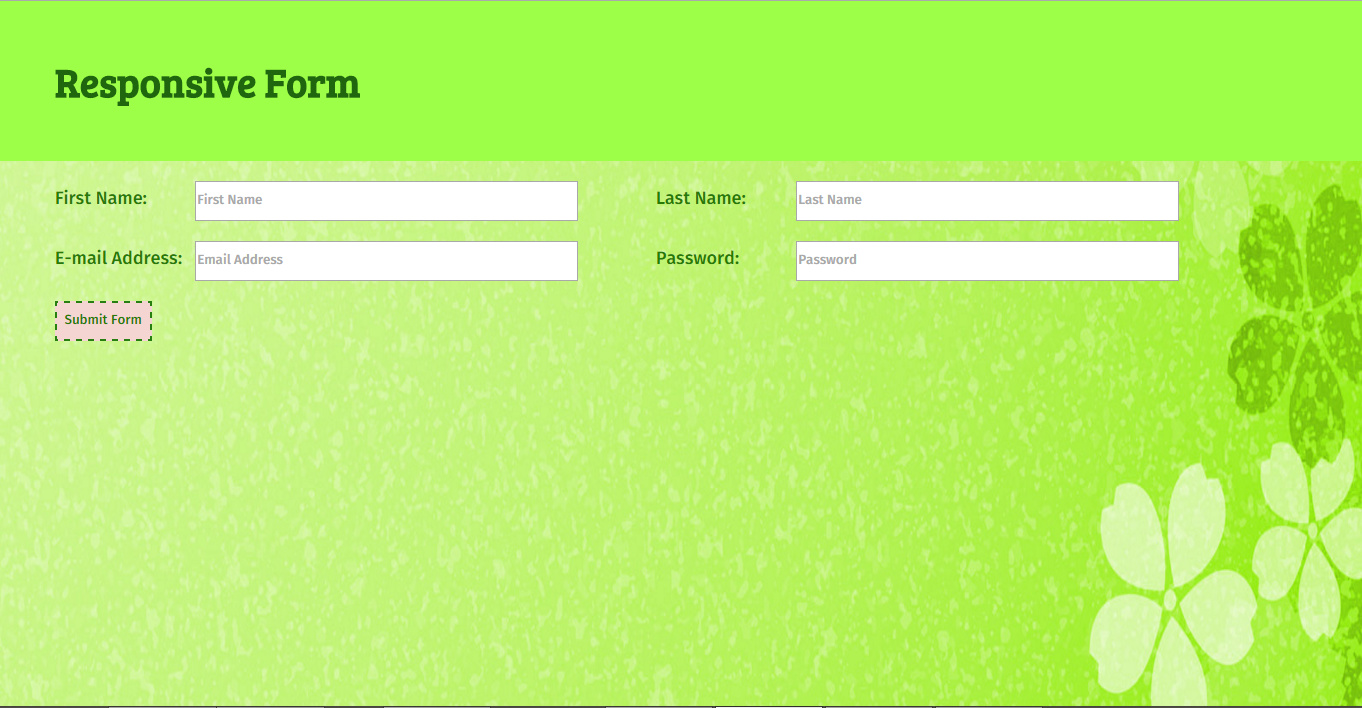 Responsive Form
First Name: First Name Last Name: Last Name
E-mail Address: Email Address Password: Password
Submit Form